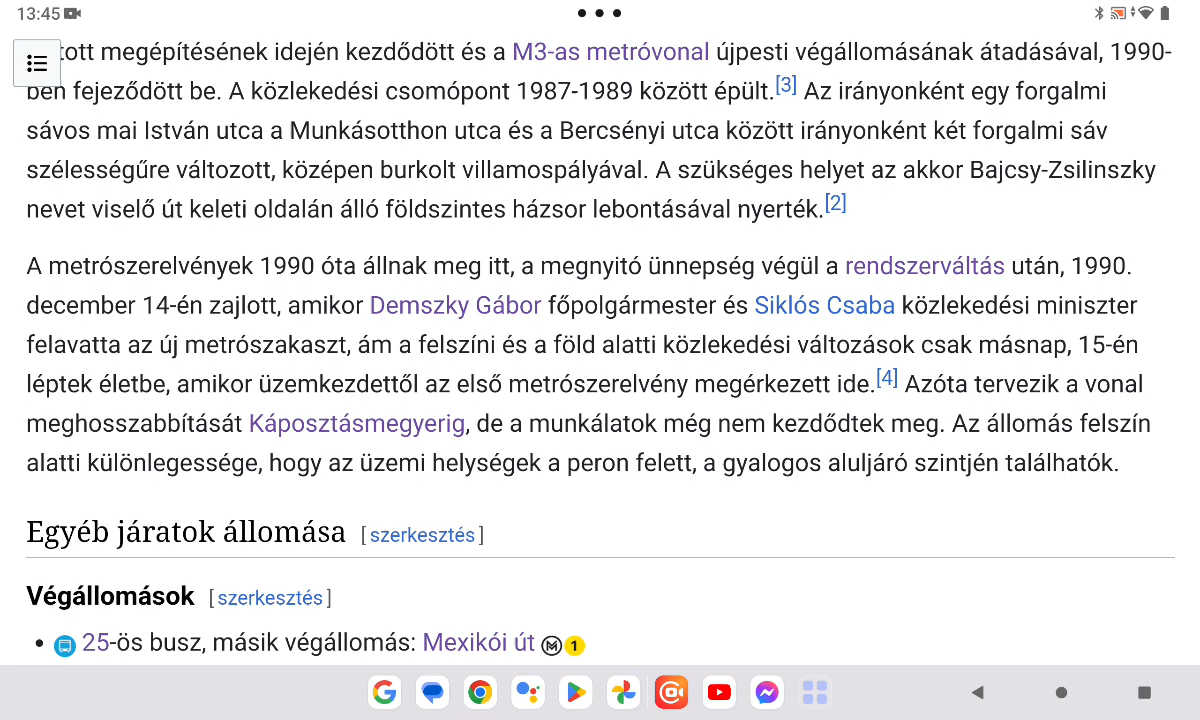 13:45
tott megépítésének idején kezdődött és a M3-as metróvonal újpesti végállomásának átadásával, 1990-
ben fejeződött be. A közlekedési csomópont 1987-1989 között épült.[3] Az irányonként egy forgalmi
sávos mai István utca a Munkásotthon utca és a Bercsényi utca között irányonként két forgalmi sáv
szélességűre változott, középen burkolt villamospályával. A szükséges helyet az akkor Bajcsy-Zsilinszky
nevet viselő út keleti oldalán álló földszintes házsor lebontásával nyerték.[2]
A metrószerelvények 1990 óta állnak meg itt, a megnyitó ünnepség végül a rendszerváltás után, 1990.
december 14-én zajlott, amikor Demszky Gábor főpolgármester és Siklós Csaba közlekedési miniszter
felavatta az új metrószakaszt, ám a felszíni és a föld alatti közlekedési változások csak másnap, 15-én
léptek életbe, amikor üzemkezdettől az első metrószerelvény megérkezett ide.[4] Azóta tervezik a vonal
meghosszabbítását Káposztásmegyerig, de a munkálatok még nem kezdődtek meg. Az állomás felszín
alatti különlegessége, hogy az üzemi helységek a peron felett, a gyalogos aluljáró szintjén találhatók.
Egyéb járatok állomása [szerkesztés]
Végállomások [szerkesztés]
• 25-ös busz, másik végállomás: Mexikói út M 1